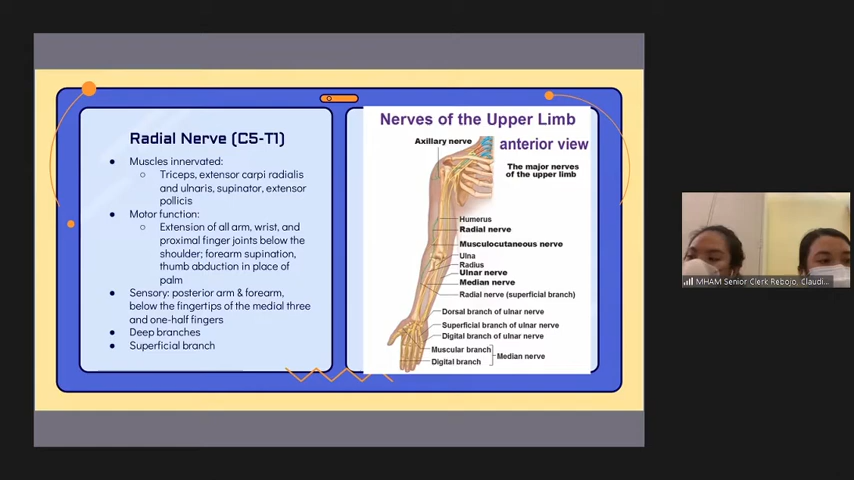 Radial Nerve (C5-T1)
● Muscles innervated:
○ Triceps, extensor carpi radialis
and ulnaris, supinator, extensor
pollicis
● Motor function:
○ Extension of all arm, wrist, and
proximal finger joints below the
shoulder; forearm supination,
thumb abduction in place of
palm
● Sensory: posterior arm & forearm,
below the fingertips of the medial three
and one-half fingers
● Deep branches
● Superficial branch
Nerves of the Upper Limb
anterior view
Axillary nerve
The major nerves
of the upper limb
Humerus
Radial nerve
Musculocutaneous nerve
Ulna
Radius
Ulnar nerve
Median nerve
Radial nerve (superficial branch)
Dorsal branch of ulnar nerve
Superficial branch of ulnar nerve
Digital branch of ulnar nerve
Muscular branch
Median nerve
Digital branch
MHAM Senior Clerk Rebojo, Claudi...